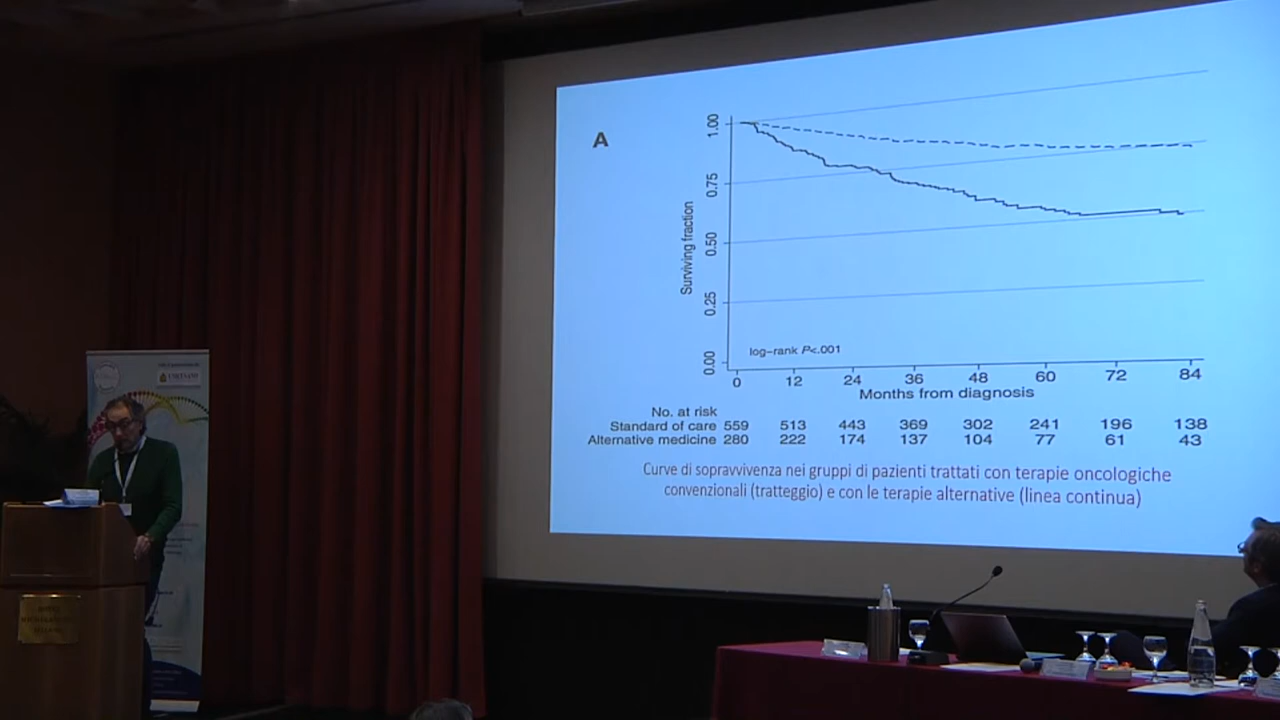 A
1.00
0.75
0.50
0.25
0.00
Surviving fraction
log-rank P<.001
0 12 24 36 48 60 72 84
Months from diagnosis
No. at risk
Standard of care 559 513 443 369 302 241 196 138
Alternative medicine 280 222 174 137 104 77 61 43
Curve di sopravvivenza nei gruppi di pazienti trattati con terapie oncologiche
convenzionali (tratteggio) e con le terapie alternative (linea continua)